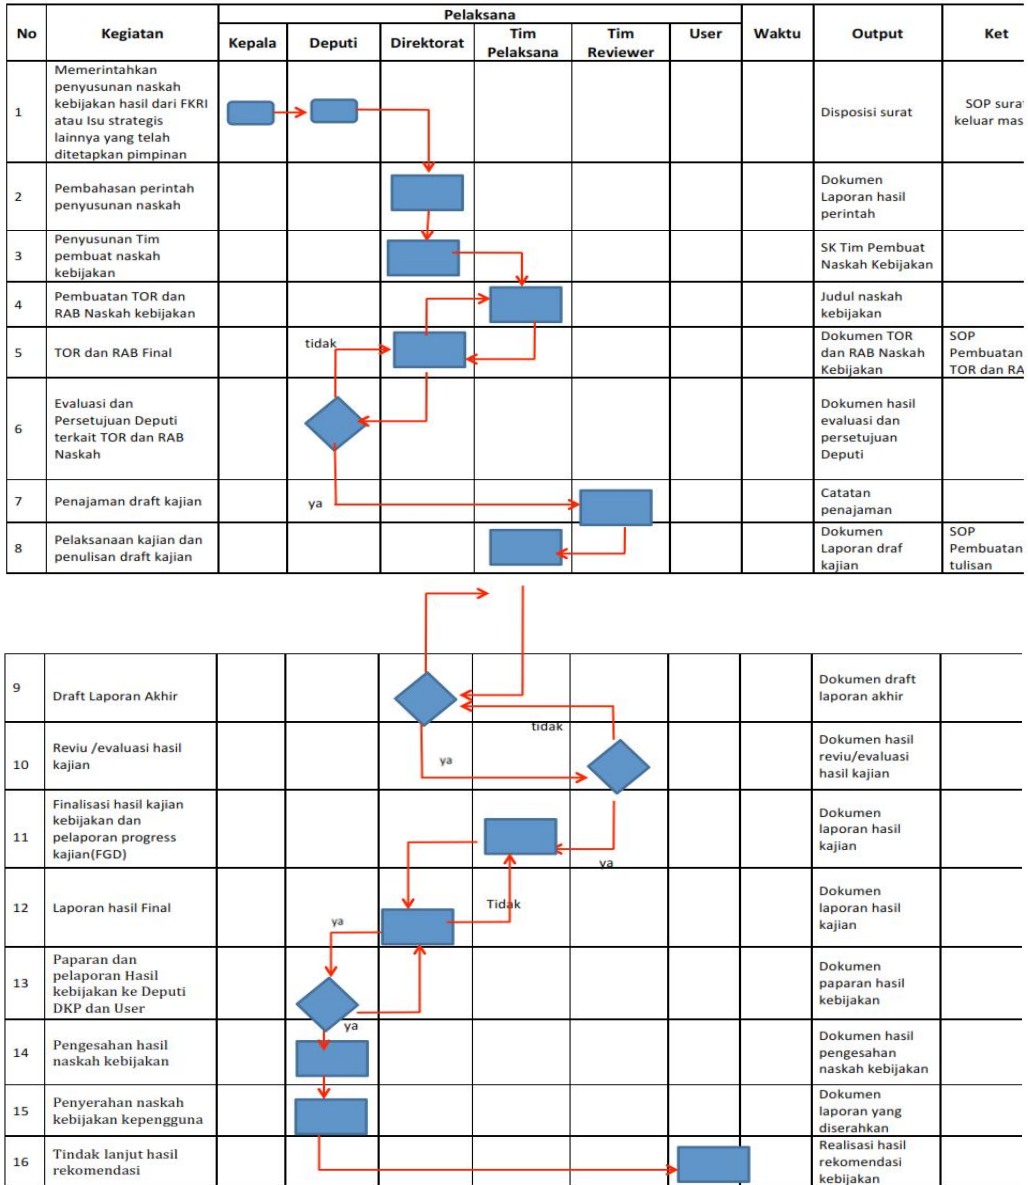 Pelaksana
No
Kegiatan
Kepala
Deputi
Direktorat
Tim
Pelaksana
Tim
Reviewer
User
Waktu
Output
Ket
1
Memerintahkan
penyusunan naskah
kebijakan hasil dari FKRI
atau Isu strategis
lainnya yang telah
ditetapkan pimpinan
Disposisi surat
SOP surat
keluar mas
2
Pembahasan perintah
penyusunan naskah
Dokumen
Laporan hasil
perintah
3
Penyusunan Tim
pembuat naskah
kebijakan
SK Tim Pembuat
Naskah Kebijakan
4
Pembuatan TOR dan
RAB Naskah kebijakan
Judul naskah
kebijakan
5
TOR dan RAB Final
tidak
Dokumen TOR
dan RAB Naskah
Kebijakan
SOP
Pembuatan
TOR dan RA
6
Evaluasi dan
Persetujuan Deputi
terkait TOR dan RAB
Naskah
Dokumen hasil
evaluasi dan
persetujuan
Deputi
7
Penajaman draft kajian
ya
Catatan
penajaman
8
Pelaksanaan kajian dan
penulisan draft kajian
Dokumen
Laporan draf
kajian
SOP
Pembuatan
tulisan
9
Draft Laporan Akhir
Dokumen draft
laporan akhir
tidak
10
Reviu /evaluasi hasil
kajian
ya
Dokumen hasil
reviu/evaluasi
hasil kajian
11
Finalisasi hasil kajian
kebijakan dan
pelaporan progress
kajian(FGD)
ya
Dokumen
laporan hasil
kajian
12
Laporan hasil Final
ya
Tidak
Dokumen
laporan hasil
kajian
13
Paparan dan
pelaporan Hasil
kebijakan ke Deputi
DKP dan User
ya
Dokumen
paparan hasil
kebijakan
14
Pengesahan hasil
naskah kebijakan
Dokumen hasil
pengesahan
naskah kebijakan
15
Penyerahan naskah
kebijakan kepengguna
Dokumen
laporan yang
diserahkan
16
Tindak lanjut hasil
rekomendasi
Realisasi hasil
rekomendasi
kebijakan